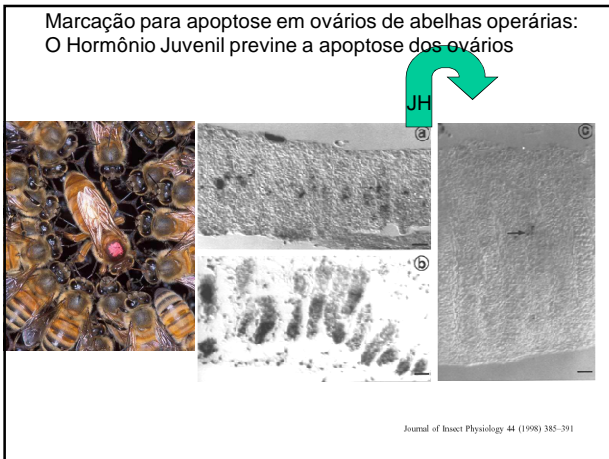 Marcação para apoptose em ovários de abelhas operárias:
O Hormônio Juvenil previne a apoptose dos ovários
JH
a
b
c
Journal of Insect Physiology 44 (1998) 385–391